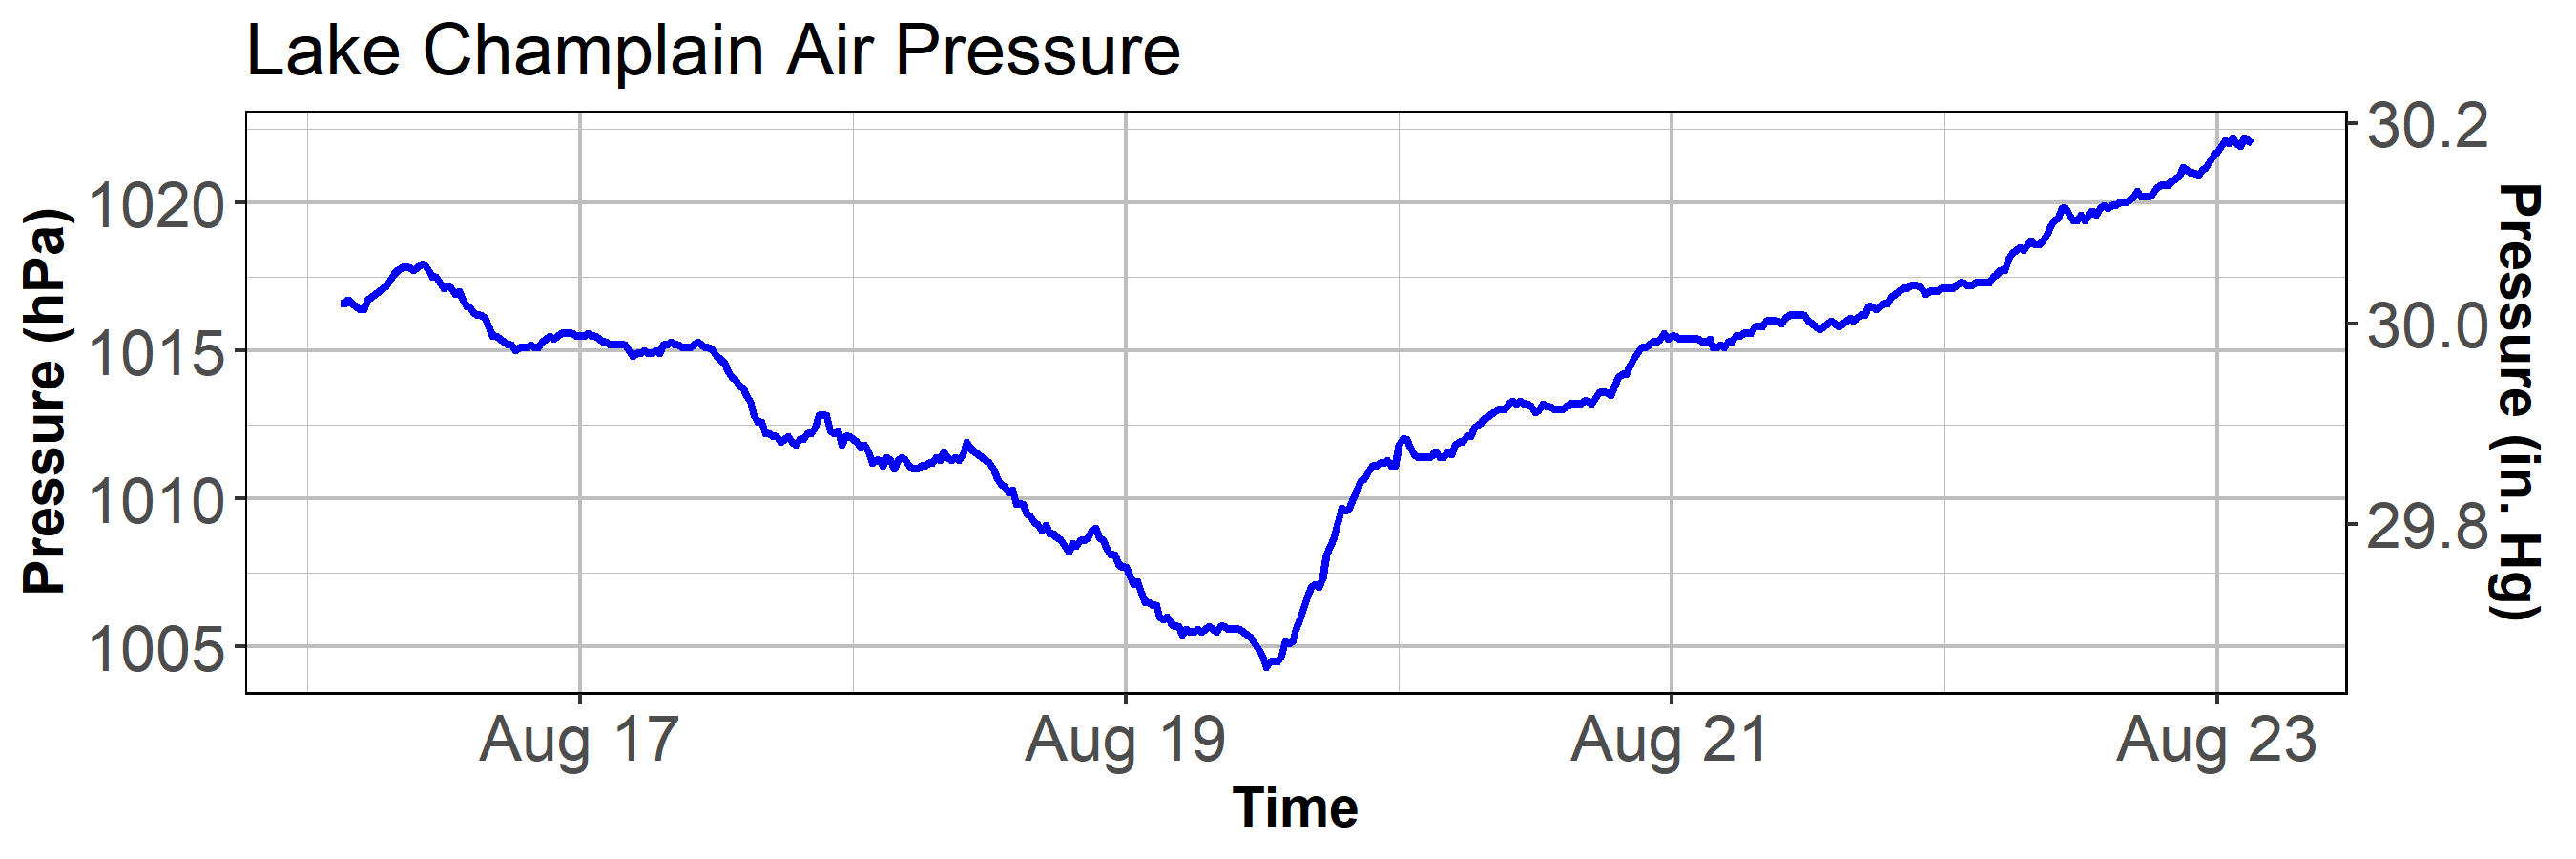 Lake Champlain Air Pressure
Pressure (hPa)
1020
1015
1010
1005
30.2
30.0
29.8
Pressure (in. Hg)
Aug 17
Aug 19
Aug 21
Aug 23
Time